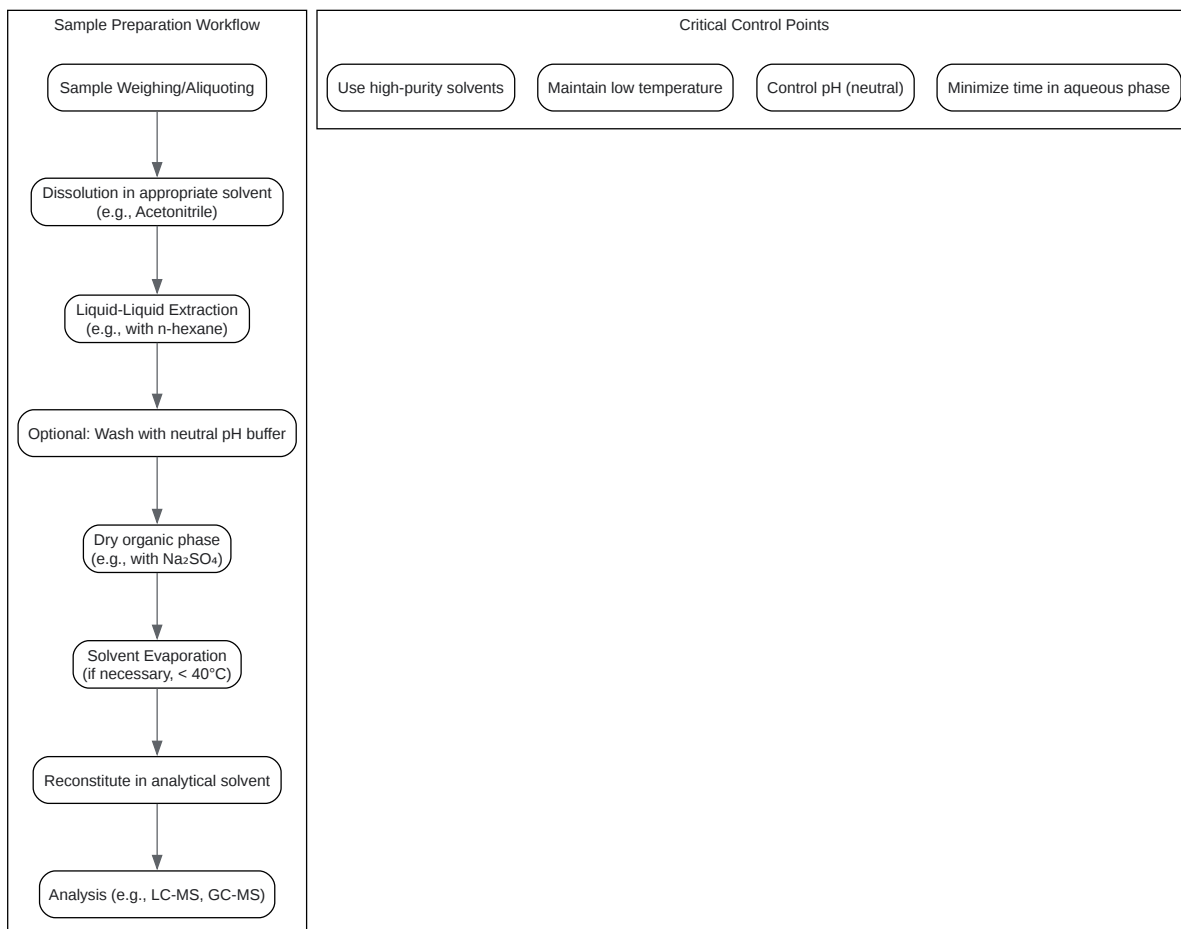 Sample Preparation Workflow
Sample Weighing/Aliquoting
Dissolution in appropriate solvent
(e.g., Acetonitrile)
Liquid-Liquid Extraction
(e.g., with n-hexane)
Optional: Wash with neutral pH buffer
Dry organic phase
(e.g., with Na₂SO₄)
Solvent Evaporation
(if necessary, < 40°C)
Reconstitute in analytical solvent
Analysis (e.g., LC-MS, GC-MS)
Critical Control Points
Use high-purity solvents
Maintain low temperature
Control pH (neutral)
Minimize time in aqueous phase